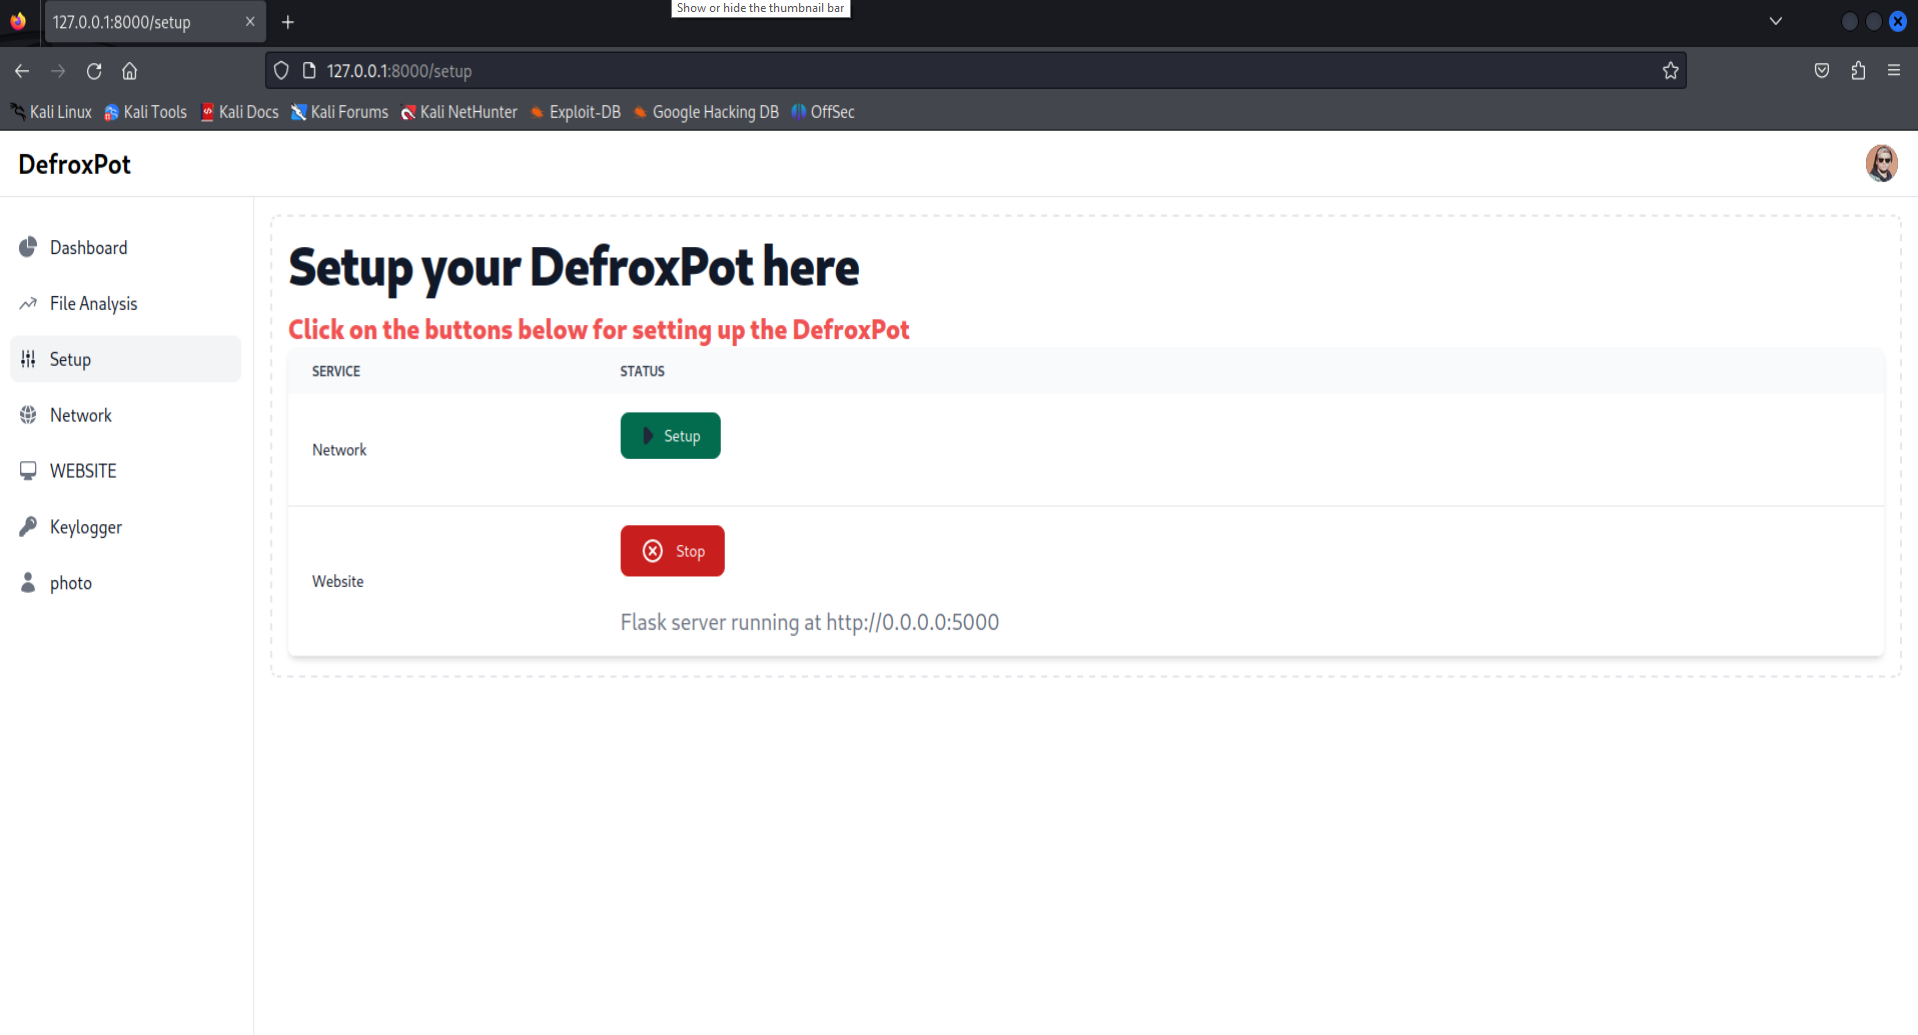 Show or hide the thumbnail bar
127.0.0.1:8000/setup
127.0.0.1:8000/setup
Kali Linux Kali Tools Kali Docs Kali Forums Kali NetHunter Exploit-DB Google Hacking DB OffSec
DefroxPot
Dashboard
File Analysis
Setup
Network
WEBSITE
Keylogger
photo
Setup your DefroxPot here
Click on the buttons below for setting up the DefroxPot
SERVICE STATUS
Network Setup
Website Stop
Flask server running at http://0.0.0.0:5000